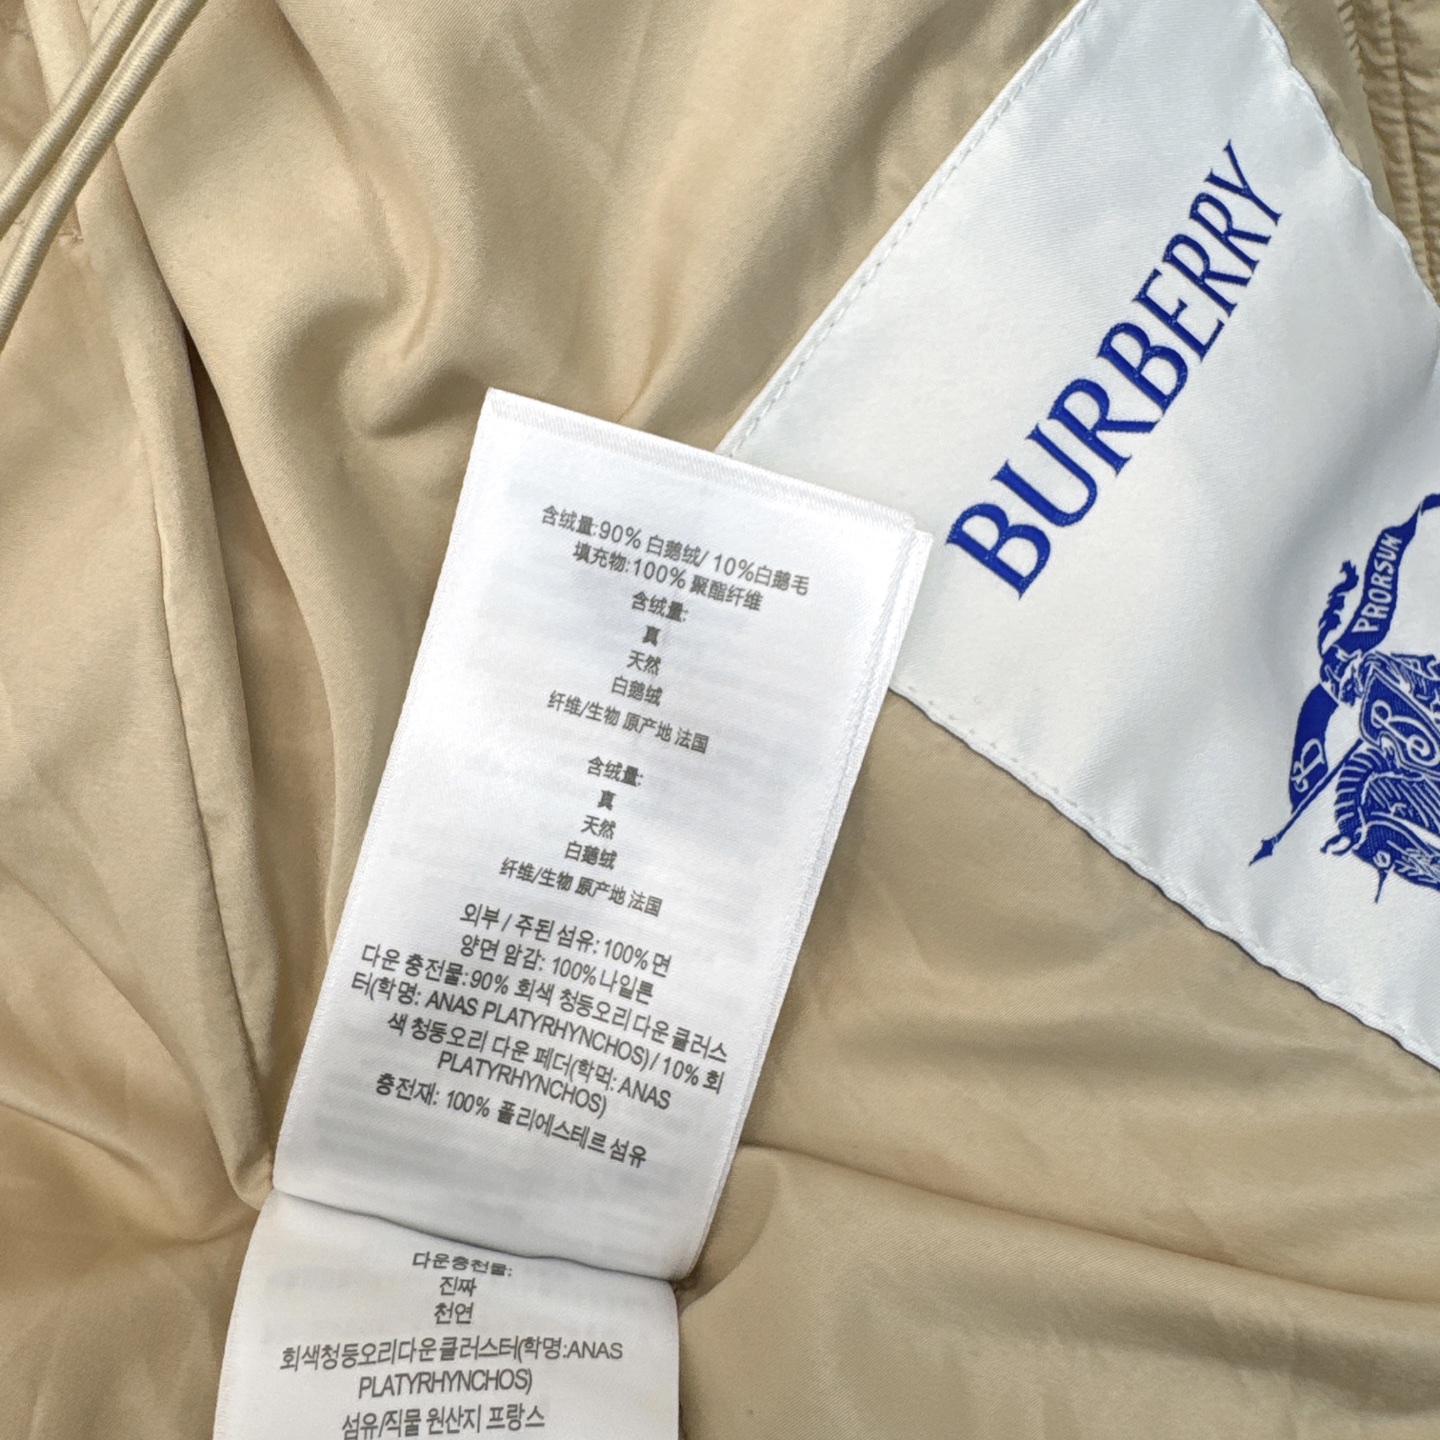 BURBERRY
PRORSUM
含绒量:90% 白鹅绒/ 10%白鹅毛
填充物:100% 聚酯纤维
含绒量:
真
天然
白鹅绒
纤维/生物 原产地 法国
含绒量:
真
天然
白鹅绒
纤维/生物 原产地 法国
외부 / 주된 섬유: 100% 면
양면 암감: 100% 나일론
다운 충전물: 90% 회색 청둥오리 다운 클러스
터(학명: ANAS PLATYRHYNCHOS) / 10% 회
색 청둥오리 다운 페더(학먹: ANAS
PLATYRHYNCHOS)
충전재: 100% 폴리에스테르 섬유
다운충전물:
진짜
천연
회색청둥오리다운클러스터(학명:ANAS
PLATYRHYNCHOS)
섬유/직물 원산지 프랑스